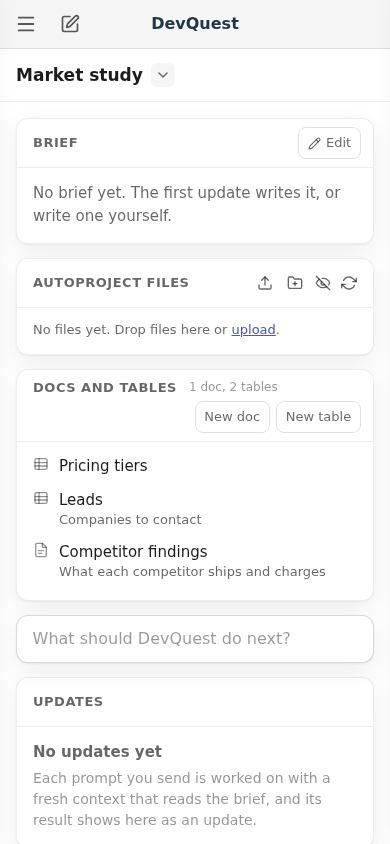 DevQuest
Market study
BRIEF
Edit
No brief yet. The first update writes it, or
write one yourself.
AUTOPROJECT FILES
No files yet. Drop files here or upload.
DOCS AND TABLES 1 doc, 2 tables
New doc New table
Pricing tiers
Leads
Companies to contact
Competitor findings
What each competitor ships and charges
What should DevQuest do next?
UPDATES
No updates yet
Each prompt you send is worked on with a
fresh context that reads the brief, and its
result shows here as an update.